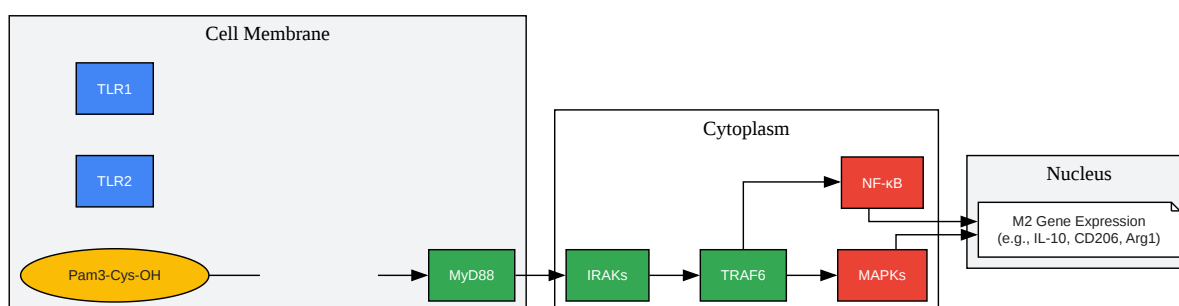 Cell Membrane
TLR1
TLR2
Pam3-Cys-OH
MyD88
Cytoplasm
IRAKs
TRAF6
NF-κB
MAPKs
Nucleus
M2 Gene Expression
(e.g., IL-10, CD206, Arg1)